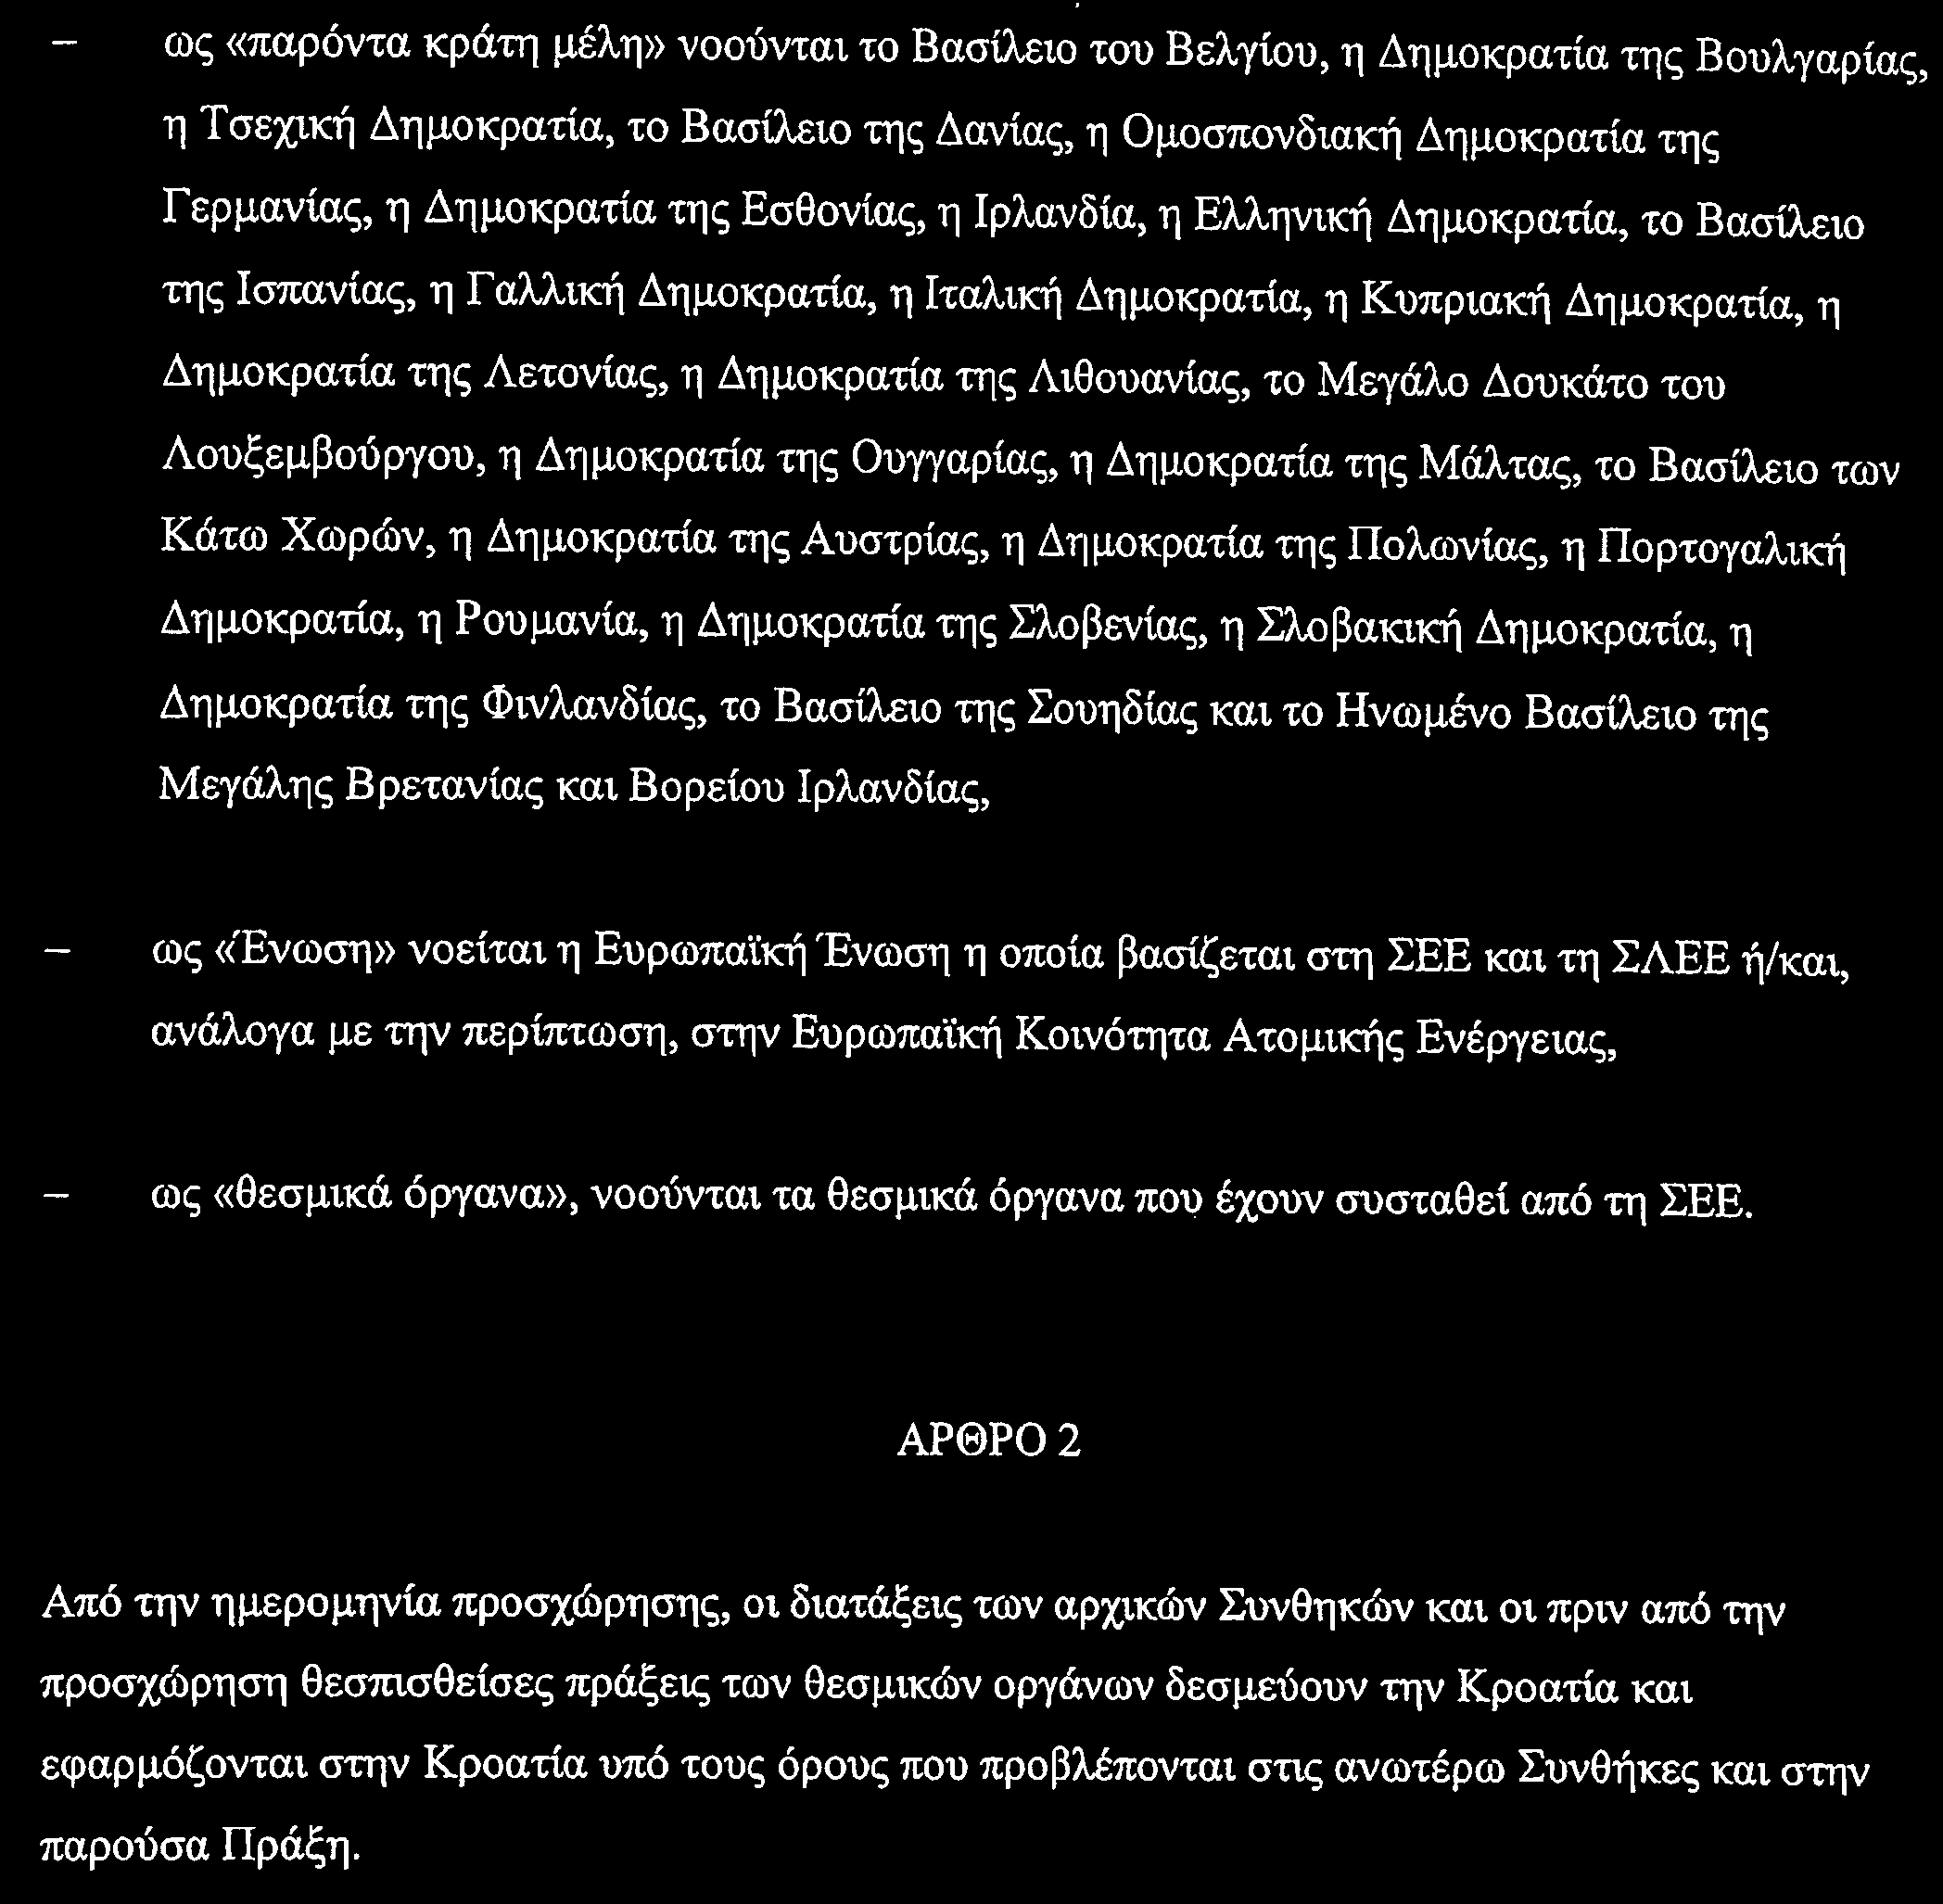 – ως «παρόντα κράτη μέλη» νοούνται το Βασίλειο του Βελγίου, η Δημοκρατία της Βουλγαρίας,
η Τσεχική Δημοκρατία, το Βασίλειο της Δανίας, η Ομοσπονδιακή Δημοκρατία της
Γερμανίας, η Δημοκρατία της Εσθονίας, η Ιρλανδία, η Ελληνική Δημοκρατία, το Βασίλειο
της Ισπανίας, η Γαλλική Δημοκρατία, η Ιταλική Δημοκρατία, η Κυπριακή Δημοκρατία, η
Δημοκρατία της Λετονίας, η Δημοκρατία της Λιθουανίας, το Μεγάλο Δουκάτο του
Λουξεμβούργου, η Δημοκρατία της Ουγγαρίας, η Δημοκρατία της Μάλτας, το Βασίλειο των
Κάτω Χωρών, η Δημοκρατία της Αυστρίας, η Δημοκρατία της Πολωνίας, η Πορτογαλική
Δημοκρατία, η Ρουμανία, η Δημοκρατία της Σλοβενίας, η Σλοβακική Δημοκρατία, η
Δημοκρατία της Φινλανδίας, το Βασίλειο της Σουηδίας και το Ηνωμένο Βασίλειο της
Μεγάλης Βρετανίας και Βορείου Ιρλανδίας,
– ως «Ένωση» νοείται η Ευρωπαϊκή Ένωση η οποία βασίζεται στη ΣΕΕ και τη ΣΛΕΕ ή/και,
ανάλογα με την περίπτωση, στην Ευρωπαϊκή Κοινότητα Ατομικής Ενέργειας,
– ως «θεσμικά όργανα», νοούνται τα θεσμικά όργανα που έχουν συσταθεί από τη ΣΕΕ.
ΑΡΘΡΟ 2
Από την ημερομηνία προσχώρησης, οι διατάξεις των αρχικών Συνθηκών και οι πριν από την
προσχώρηση θεσπισθείσες πράξεις των θεσμικών οργάνων δεσμεύουν την Κροατία και
εφαρμόζονται στην Κροατία υπό τους όρους που προβλέπονται στις ανωτέρω Συνθήκες και στην
παρούσα Πράξη.